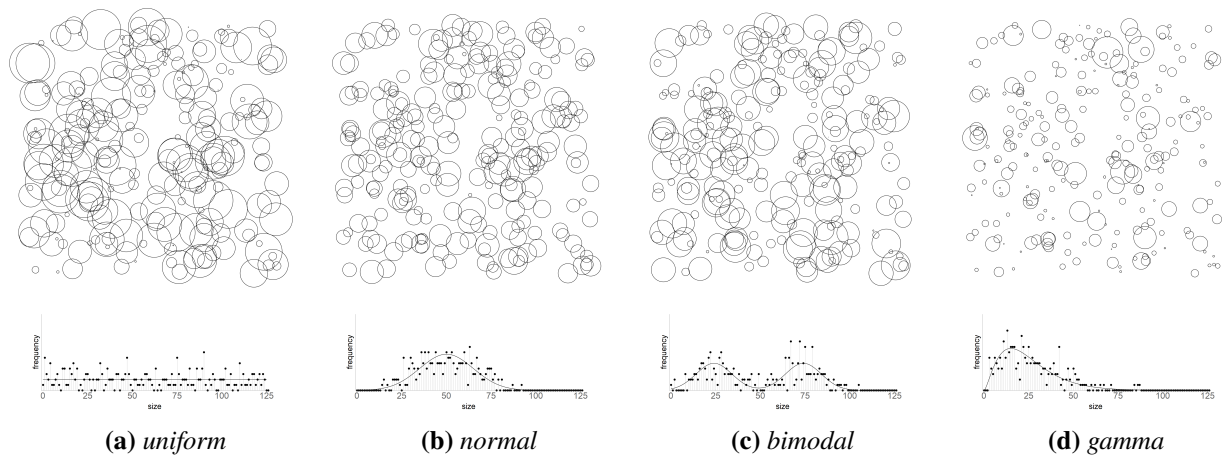 frequency
0 25 50 75 100 125
size
frequency
0 25 50 75 100 125
size
frequency
0 25 50 75 100 125
size
frequency
0 25 50 75 100 125
size
(a) uniform
(b) normal
(c) bimodal
(d) gamma